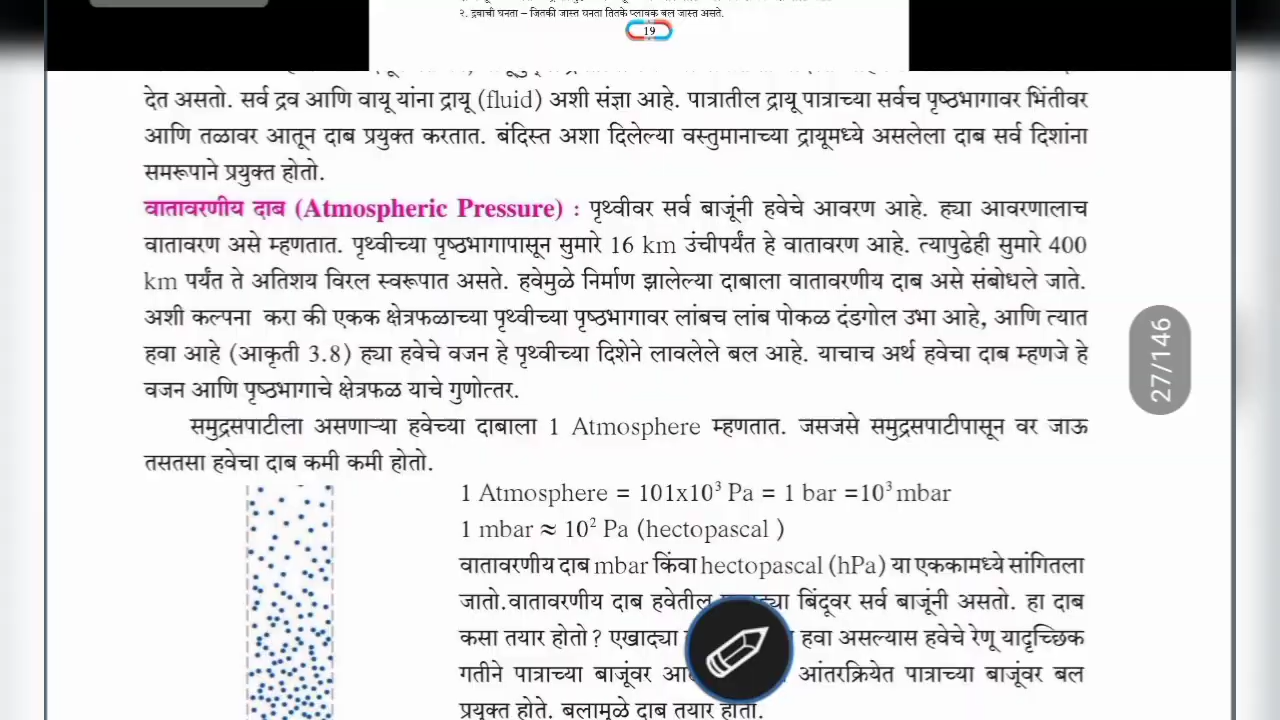 २. द्रवाची घनता – जितकी जास्त घनता तितके प्लावक बल जास्त असते.
19
देत असतो. सर्व द्रव आणि वायू यांना द्रायू (fluid) अशी संज्ञा आहे. पात्रातील द्रायू पात्राच्या सर्वच पृष्ठभागावर भिंतीवर
आणि तळावर आतून दाब प्रयुक्त करतात. बंदिस्त अशा दिलेल्या वस्तुमानाच्या द्रायूमध्ये असलेला दाब सर्व दिशांना
समरूपाने प्रयुक्त होतो.
वातावरणीय दाब (Atmospheric Pressure) : पृथ्वीवर सर्व बाजूंनी हवेचे आवरण आहे. ह्या आवरणालाच
वातावरण असे म्हणतात. पृथ्वीच्या पृष्ठभागापासून सुमारे 16 km उंचीपर्यंत हे वातावरण आहे. त्यापुढेही सुमारे 400
km पर्यंत ते अतिशय विरल स्वरूपात असते. हवेमुळे निर्माण झालेल्या दाबाला वातावरणीय दाब असे संबोधले जाते.
अशी कल्पना करा की एकक क्षेत्रफळाच्या पृथ्वीच्या पृष्ठभागावर लांबच लांब पोकळ दंडगोल उभा आहे, आणि त्यात
हवा आहे (आकृती 3.8) ह्या हवेचे वजन हे पृथ्वीच्या दिशेने लावलेले बल आहे. याचाच अर्थ हवेचा दाब म्हणजे हे
वजन आणि पृष्ठभागाचे क्षेत्रफळ याचे गुणोत्तर.
समुद्रसपाटीला असणाऱ्या हवेच्या दाबाला 1 Atmosphere म्हणतात. जसजसे समुद्रसपाटीपासून वर जाऊ
तसतसा हवेचा दाब कमी कमी होतो.
1 Atmosphere = 101x10³ Pa = 1 bar =10³ mbar
1 mbar ≈ 10² Pa (hectopascal )
वातावरणीय दाब mbar किंवा hectopascal (hPa) या एककामध्ये सांगितला
जातो.वातावरणीय दाब हवेतील बिंदूवर सर्व बाजूंनी असतो. हा दाब
कसा तयार होतो? एखाद्या हवा असल्यास हवेचे रेणू यादृच्छिक
गतीने पात्राच्या बाजूंवर आंतरक्रियेत पात्राच्या बाजूंवर बल
प्रयुक्त होते. बलामुळे दाब तयार होतो.
27/146